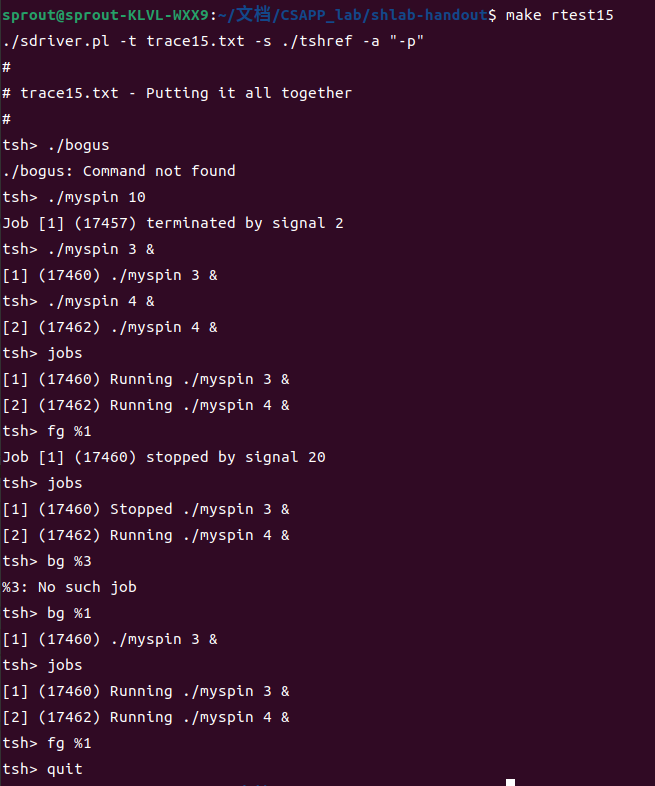 sprout@sprout-KLVL-WXX9:~/文档/CSAPP_lab/shlab-handout$ make rtest15
./sdriver.pl -t trace15.txt -s ./tshref -a "-p"
#
# trace15.txt - Putting it all together
#
tsh> ./bogus
./bogus: Command not found
tsh> ./myspin 10
Job [1] (17457) terminated by signal 2
tsh> ./myspin 3 &
[1] (17460) ./myspin 3 &
tsh> ./myspin 4 &
[2] (17462) ./myspin 4 &
tsh> jobs
[1] (17460) Running ./myspin 3 &
[2] (17462) Running ./myspin 4 &
tsh> fg %1
Job [1] (17460) stopped by signal 20
tsh> jobs
[1] (17460) Stopped ./myspin 3 &
[2] (17462) Running ./myspin 4 &
tsh> bg %3
%3: No such job
tsh> bg %1
[1] (17460) ./myspin 3 &
tsh> jobs
[1] (17460) Running ./myspin 3 &
[2] (17462) Running ./myspin 4 &
tsh> fg %1
tsh> quit